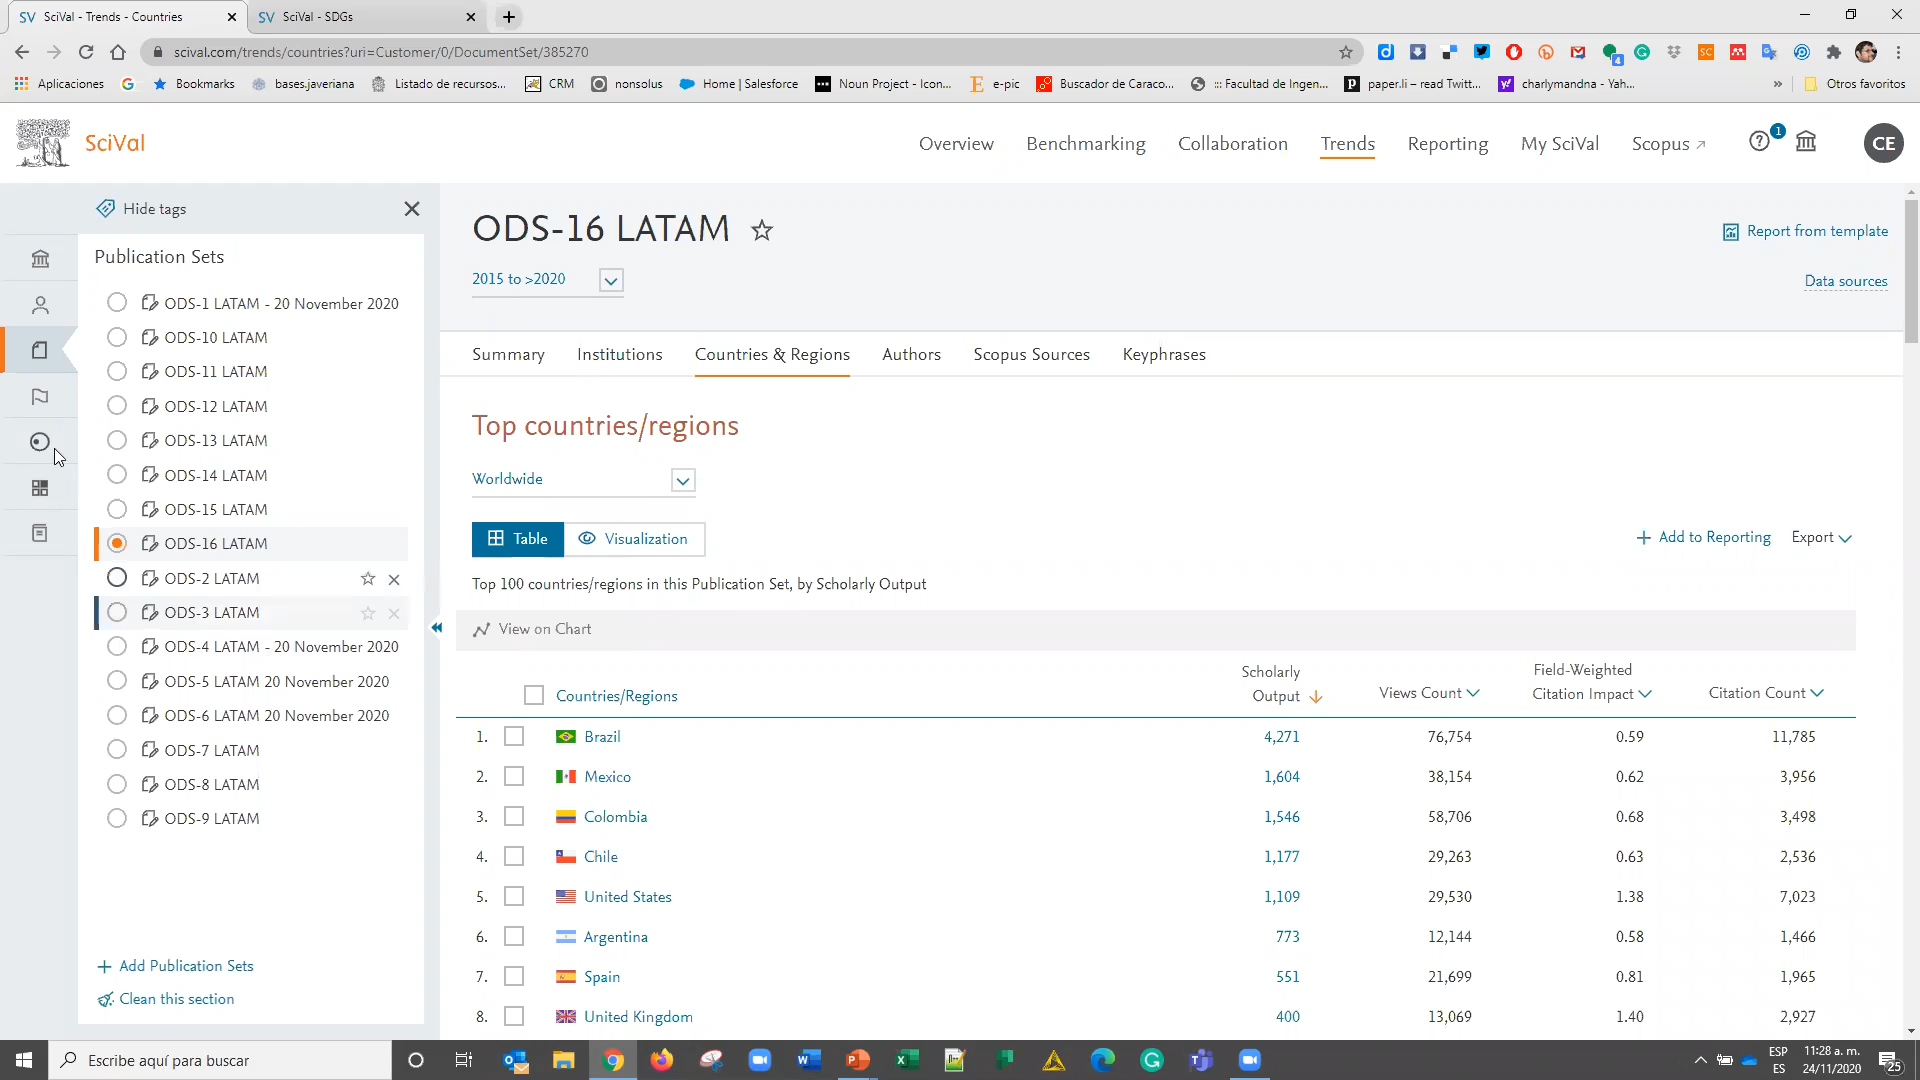 SV SciVal - Trends - Countries
SV SciVal - SDGs
scival.com/trends/countries?uri=Customer/0/DocumentSet/385270
Aplicaciones
Bookmarks
bases.javeriana
Listado de recursos...
CRM
nonsolus
Home | Salesforce
Noun Project - Icon...
e-pic
Buscador de Caraco...
::: Facultad de Ingen...
paper.li – read Twitt...
charlymandna - Yah...
»
Otros favoritos
SciVal
Overview
Benchmarking
Collaboration
Trends
Reporting
My SciVal
Scopus
1
CE
Hide tags
Publication Sets
ODS-1 LATAM - 20 November 2020
ODS-10 LATAM
ODS-11 LATAM
ODS-12 LATAM
ODS-13 LATAM
ODS-14 LATAM
ODS-15 LATAM
ODS-16 LATAM
ODS-2 LATAM
ODS-3 LATAM
ODS-4 LATAM - 20 November 2020
ODS-5 LATAM 20 November 2020
ODS-6 LATAM 20 November 2020
ODS-7 LATAM
ODS-8 LATAM
ODS-9 LATAM
+ Add Publication Sets
Clean this section
ODS-16 LATAM
2015 to >2020
Report from template
Data sources
Summary
Institutions
Countries & Regions
Authors
Scopus Sources
Keyphrases
Top countries/regions
Worldwide
Table
Visualization
+ Add to Reporting
Export
Top 100 countries/regions in this Publication Set, by Scholarly Output
View on Chart
Countries/Regions
Scholarly
Output
Views Count
Field-Weighted
Citation Impact
Citation Count
1. Brazil 4,271 76,754 0.59 11,785
2. Mexico 1,604 38,154 0.62 3,956
3. Colombia 1,546 58,706 0.68 3,498
4. Chile 1,177 29,263 0.63 2,536
5. United States 1,109 29,530 1.38 7,023
6. Argentina 773 12,144 0.58 1,466
7. Spain 551 21,699 0.81 1,965
8. United Kingdom 400 13,069 1.40 2,927
Escribe aquí para buscar
ESP
ES
11:28 a. m.
24/11/2020
25